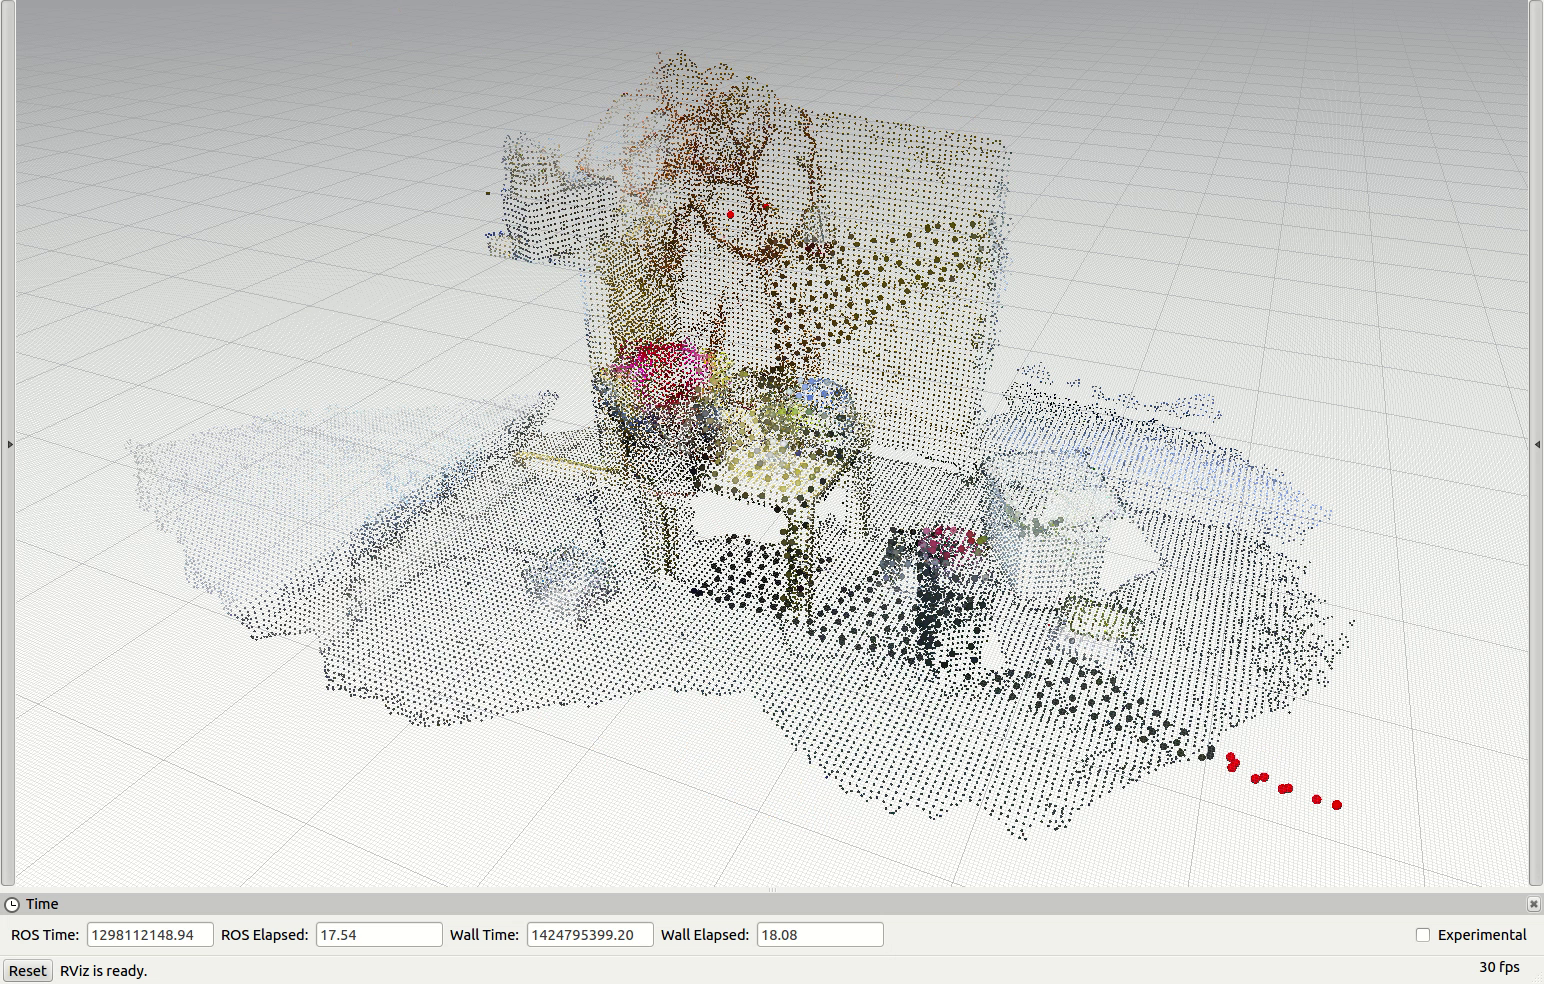 Time
ROS Time: 1298112148.94 ROS Elapsed: 17.54 Wall Time: 1424795399.20 Wall Elapsed: 18.08 Experimental
Reset RViz is ready. 30 fps